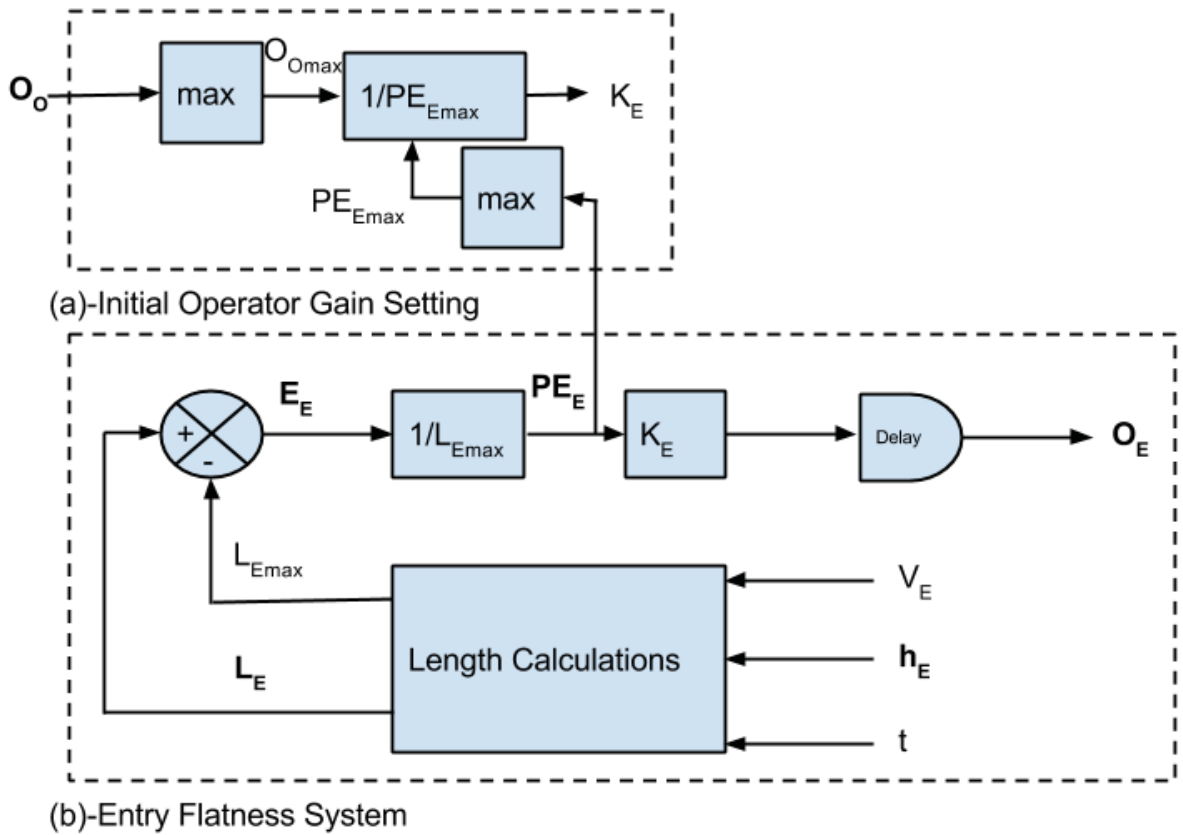 O_Omax
O_o
max
1/PE_Emax
K_E
PE_Emax
max
(a)-Initial Operator Gain Setting
E_E
PE_E
+
-
1/L_Emax
K_E
Delay
O_E
L_Emax
V_E
Length Calculations
h_E
L_E
t
(b)-Entry Flatness System